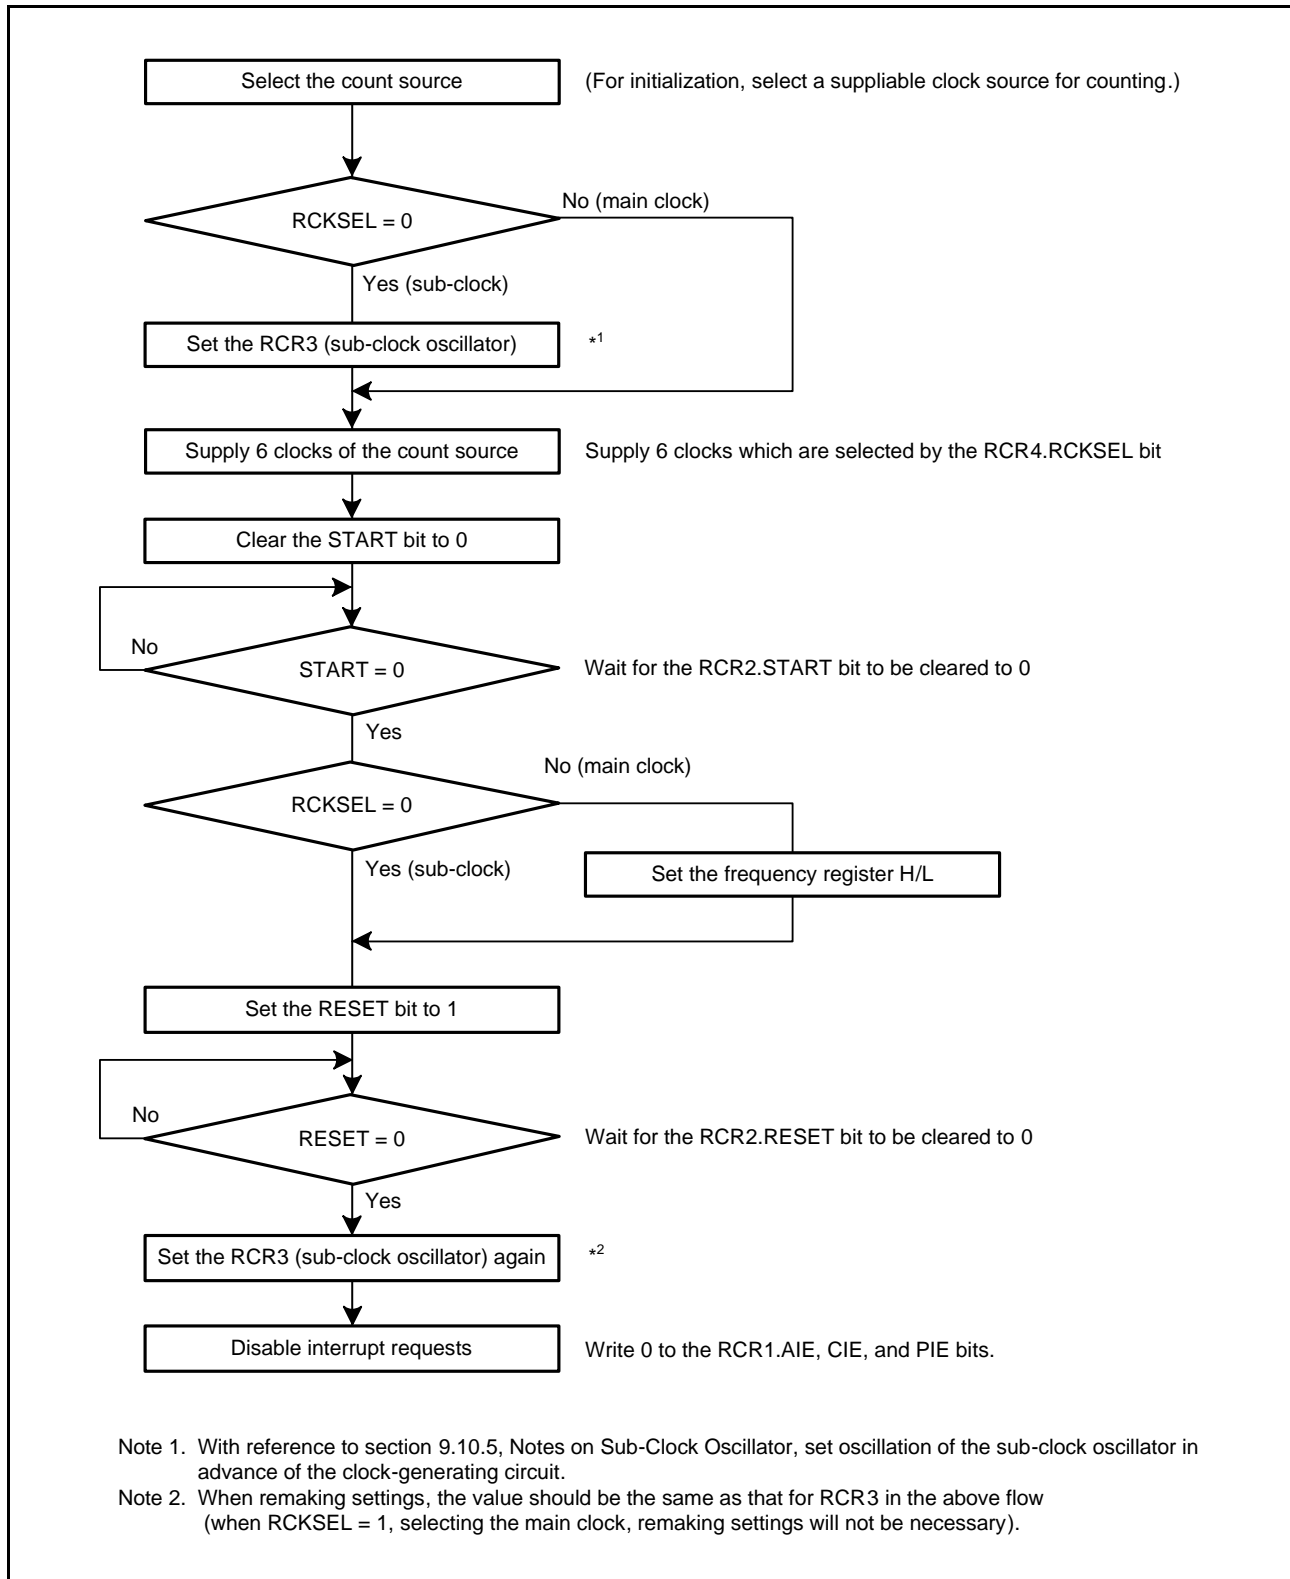 Select the count source
(For initialization, select a suppliable clock source for counting.)
RCKSEL = 0
No (main clock)
Yes (sub-clock)
Set the RCR3 (sub-clock oscillator)
*1
Supply 6 clocks of the count source
Supply 6 clocks which are selected by the RCR4.RCKSEL bit
Clear the START bit to 0
No
START = 0
Wait for the RCR2.START bit to be cleared to 0
Yes
No (main clock)
RCKSEL = 0
Yes (sub-clock)
Set the frequency register H/L
Set the RESET bit to 1
No
RESET = 0
Wait for the RCR2.RESET bit to be cleared to 0
Yes
Set the RCR3 (sub-clock oscillator) again
*2
Disable interrupt requests
Write 0 to the RCR1.AIE, CIE, and PIE bits.
Note 1. With reference to section 9.10.5, Notes on Sub-Clock Oscillator, set oscillation of the sub-clock oscillator in
advance of the clock-generating circuit.
Note 2. When remaking settings, the value should be the same as that for RCR3 in the above flow
(when RCKSEL = 1, selecting the main clock, remaking settings will not be necessary).